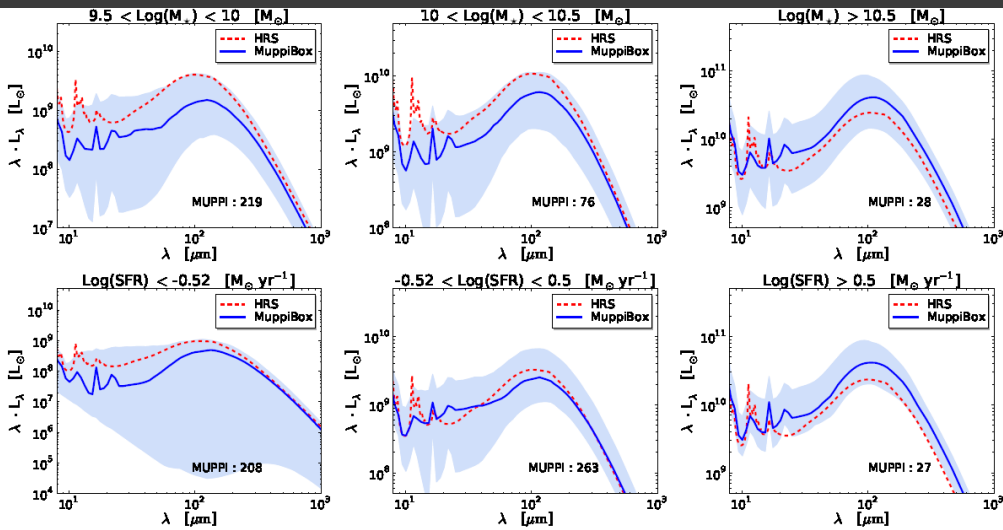 9.5 < Log(M⋆) < 10 [M⊙]
10 < Log(M⋆) < 10.5 [M⊙]
Log(M⋆) > 10.5 [M⊙]
HRS
MuppiBox
HRS
MuppiBox
HRS
MuppiBox
10¹⁰
10⁹
10⁸
10⁷
λ · L_λ [L⊙]
10¹⁰
10⁹
10⁸
λ · L_λ [L⊙]
10¹¹
10¹⁰
10⁹
λ · L_λ [L⊙]
MUPPI : 219
MUPPI : 76
MUPPI : 28
10¹ 10² 10³
10¹ 10² 10³
10¹ 10² 10³
λ [μm]
λ [μm]
λ [μm]
Log(SFR) < -0.52 [M⊙ yr⁻¹]
-0.52 < Log(SFR) < 0.5 [M⊙ yr⁻¹]
Log(SFR) > 0.5 [M⊙ yr⁻¹]
HRS
MuppiBox
HRS
MuppiBox
HRS
MuppiBox
10¹⁰
10⁹
10⁸
10⁷
10⁶
10⁵
10⁴
λ · L_λ [L⊙]
10¹⁰
10⁹
10⁸
λ · L_λ [L⊙]
10¹¹
10¹⁰
10⁹
λ · L_λ [L⊙]
MUPPI : 208
MUPPI : 263
MUPPI : 27
10¹ 10² 10³
10¹ 10² 10³
10¹ 10² 10³
λ [μm]
λ [μm]
λ [μm]